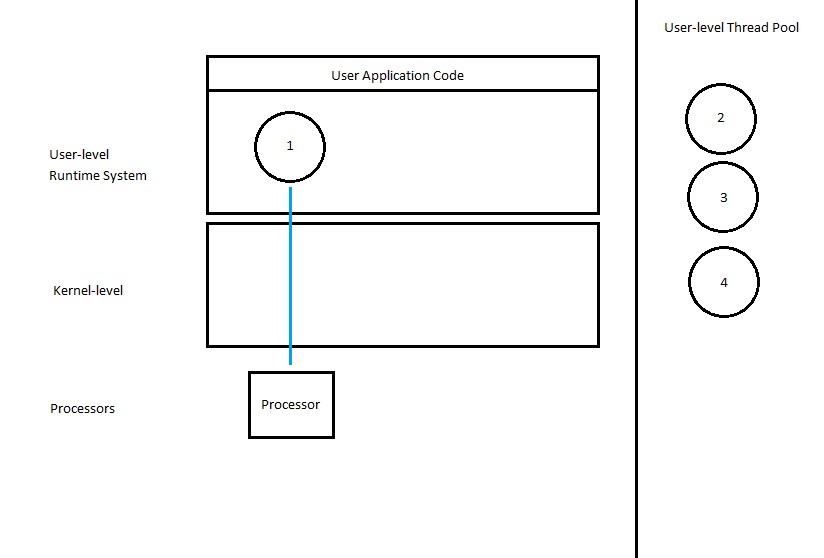 User-level Thread Pool
User Application Code
1
2
User-level
Runtime System
3
4
Kernel-level
Processor
Processors